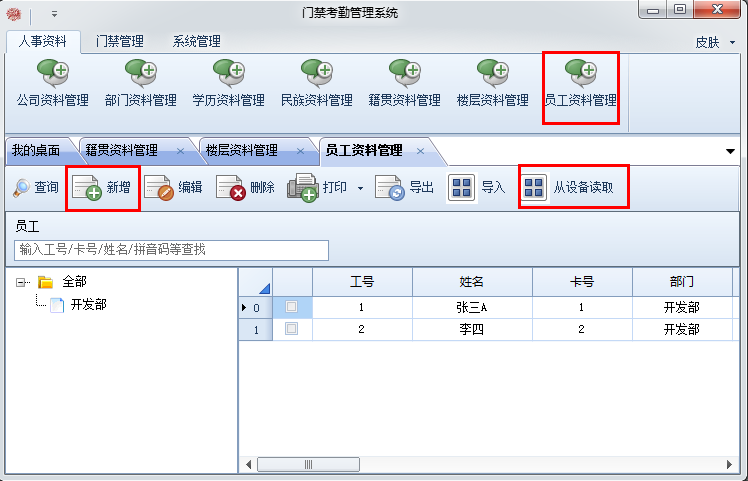 门禁考勤管理系统
人事资料 门禁管理 系统管理 皮肤
公司资料管理 部门资料管理 学历资料管理 民族资料管理 籍贯资料管理 楼层资料管理 员工资料管理
我的桌面 籍贯资料管理 楼层资料管理 员工资料管理
查询 新增 编辑 删除 打印 导出 导入 从设备读取
员工
输入工号/卡号/姓名/拼音码等查找
全部
开发部
工号 姓名 卡号 部门
0 1 张三A 1 开发部
1 2 李四 2 开发部